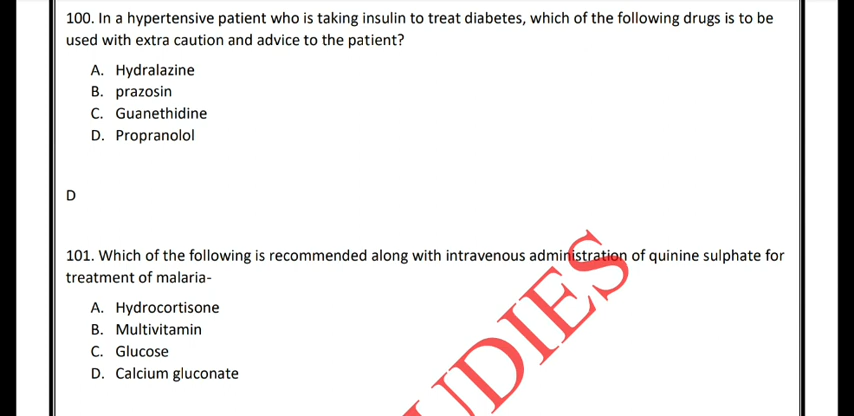 100. In a hypertensive patient who is taking insulin to treat diabetes, which of the following drugs is to be
used with extra caution and advice to the patient?
A. Hydralazine
B. prazosin
C. Guanethidine
D. Propranolol
D
101. Which of the following is recommended along with intravenous administration of quinine sulphate for
treatment of malaria-
A. Hydrocortisone
B. Multivitamin
C. Glucose
D. Calcium gluconate
UDIES